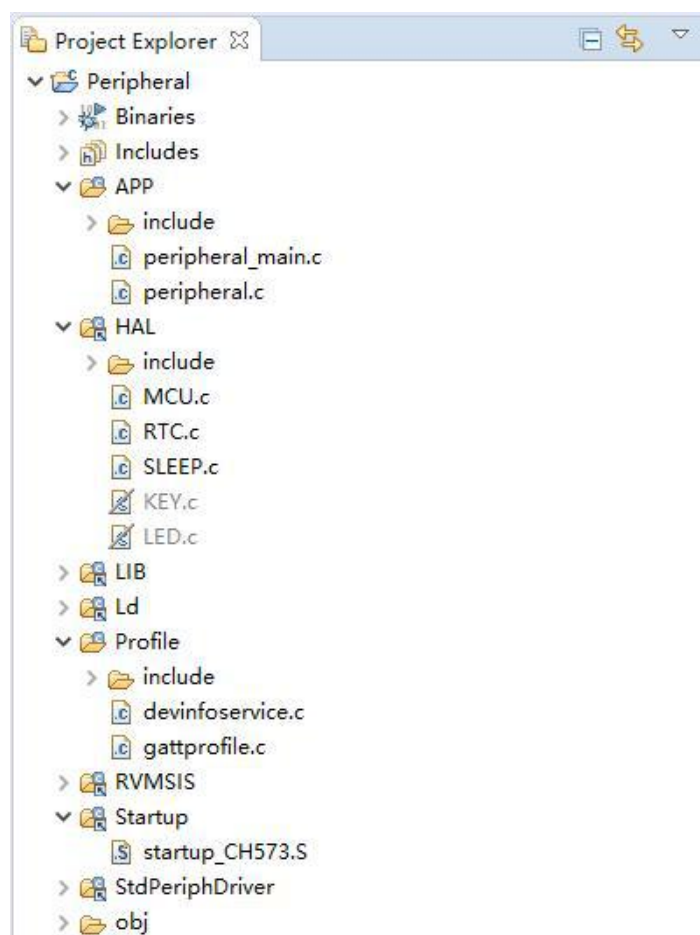 Project Explorer
Peripheral
Binaries
Includes
APP
include
peripheral_main.c
peripheral.c
HAL
include
MCU.c
RTC.c
SLEEP.c
KEY.c
LED.c
LIB
Ld
Profile
include
devinfoservice.c
gattprofile.c
RVMSIS
Startup
startup_CH573.S
StdPeriphDriver
obj